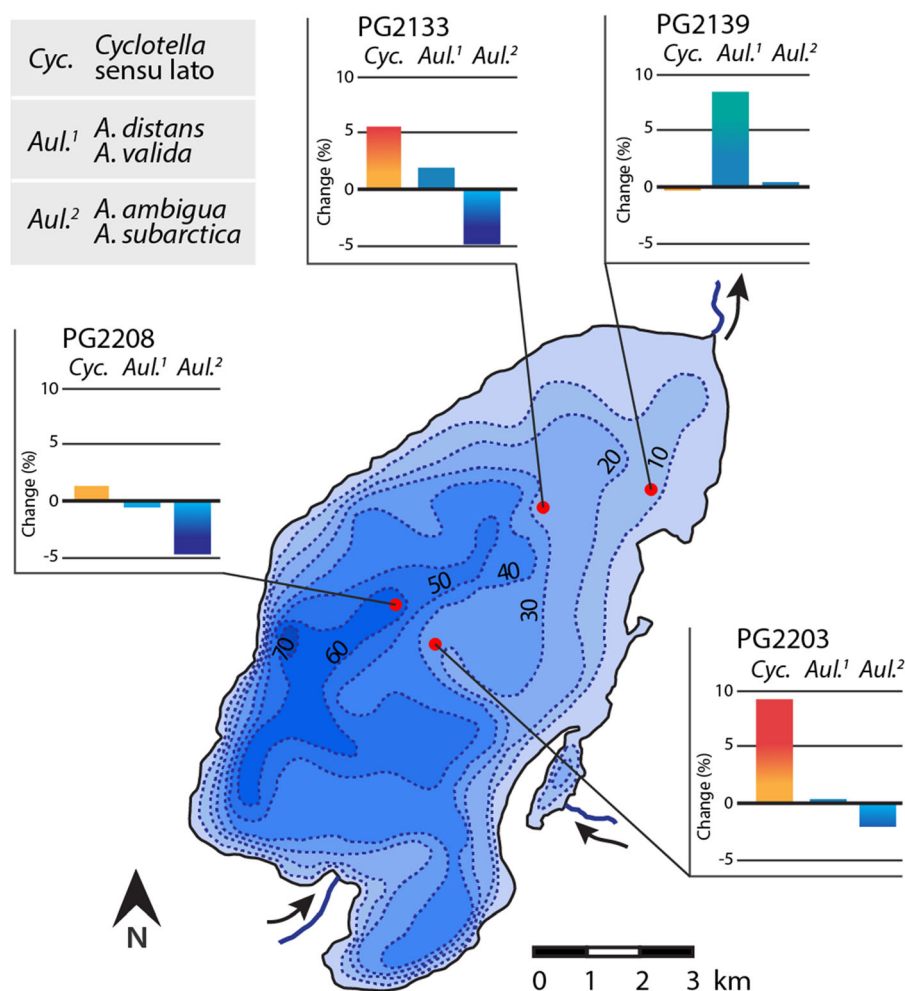 Cyc. Cyclotella
sensu lato
Aul.¹ A. distans
A. valida
Aul.² A. ambigua
A. subarctica
PG2133
Cyc. Aul.¹ Aul.²
10
5
0
-5
Change (%)
PG2139
Cyc. Aul.¹ Aul.²
10
5
0
-5
Change (%)
PG2208
Cyc. Aul.¹ Aul.²
10
5
0
-5
Change (%)
20
10
50
40
30
70
60
PG2203
Cyc. Aul.¹ Aul.²
10
5
0
-5
Change (%)
N
0 1 2 3 km